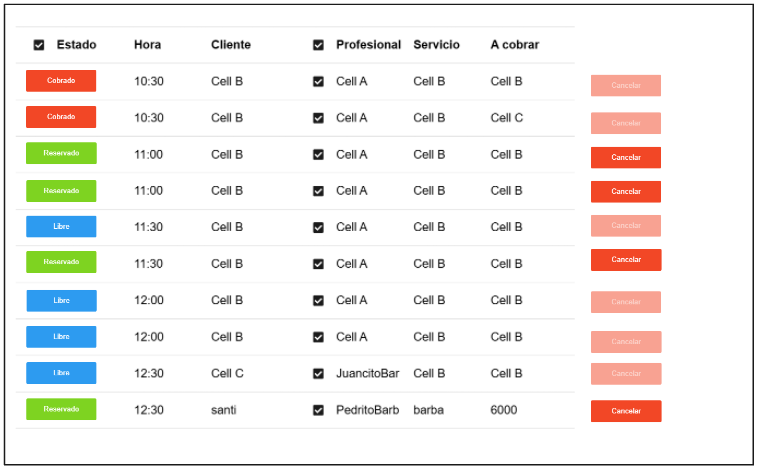 Estado Hora Cliente Profesional Servicio A cobrar
Cobrado 10:30 Cell B Cell A Cell B Cell B Cancelar
Cobrado 10:30 Cell B Cell A Cell B Cell C Cancelar
Reservado 11:00 Cell B Cell A Cell B Cell B Cancelar
Reservado 11:00 Cell B Cell A Cell B Cell B Cancelar
Libre 11:30 Cell B Cell A Cell B Cell B Cancelar
Reservado 11:30 Cell B Cell A Cell B Cell B Cancelar
Libre 12:00 Cell B Cell A Cell B Cell B Cancelar
Libre 12:00 Cell B Cell A Cell B Cell B Cancelar
Libre 12:30 Cell C JuancitoBar Cell B Cell B Cancelar
Reservado 12:30 santi PedritoBarb barba 6000 Cancelar